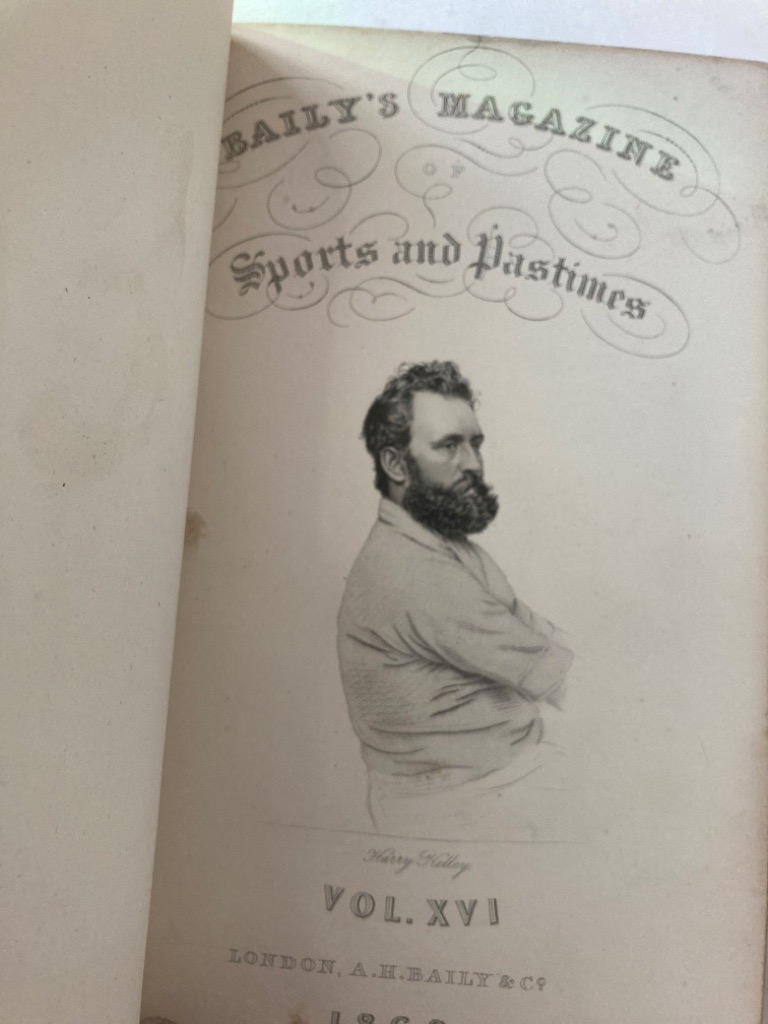 BAILY'S MAGAZINE
OF
Sports and Pastimes
Harry Kelley
VOL. XVI
LONDON, A.H. BAILY & Co.